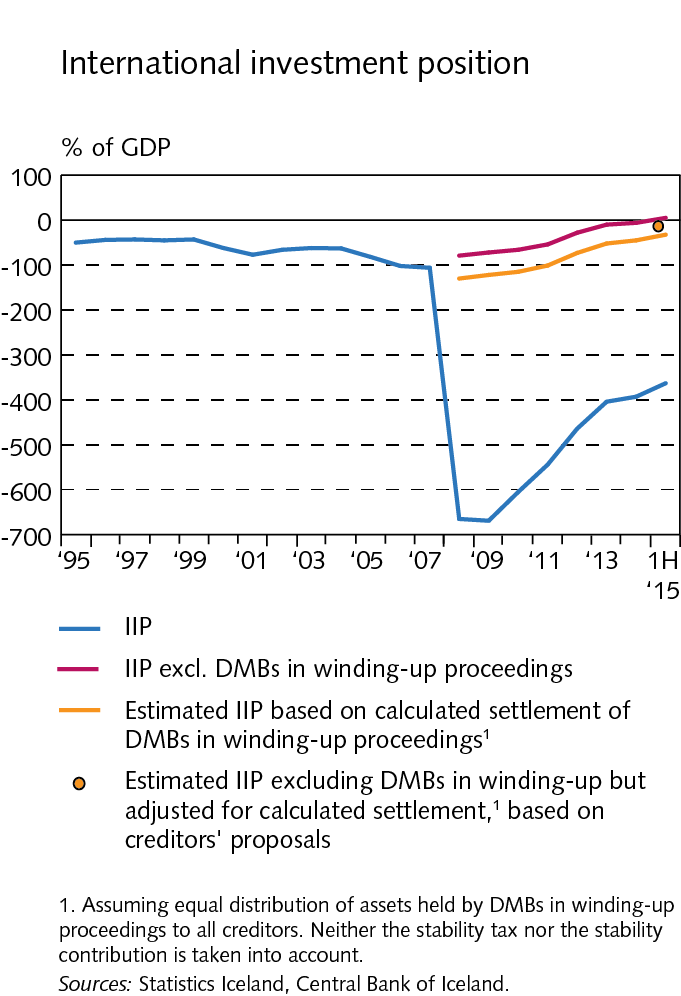 International investment position
% of GDP
100
0
-100
-200
-300
-400
-500
-600
-700
‘95 ‘97 ‘99 ‘01 ‘03 ‘05 ‘07 ‘09 ‘11 ‘13 1H
‘15
IIP
IIP excl. DMBs in winding-up proceedings
Estimated IIP based on calculated settlement of
DMBs in winding-up proceedings¹
Estimated IIP excluding DMBs in winding-up but
adjusted for calculated settlement,¹ based on
creditors' proposals
1. Assuming equal distribution of assets held by DMBs in winding-up
proceedings to all creditors. Neither the stability tax nor the stability
contribution is taken into account.
Sources: Statistics Iceland, Central Bank of Iceland.